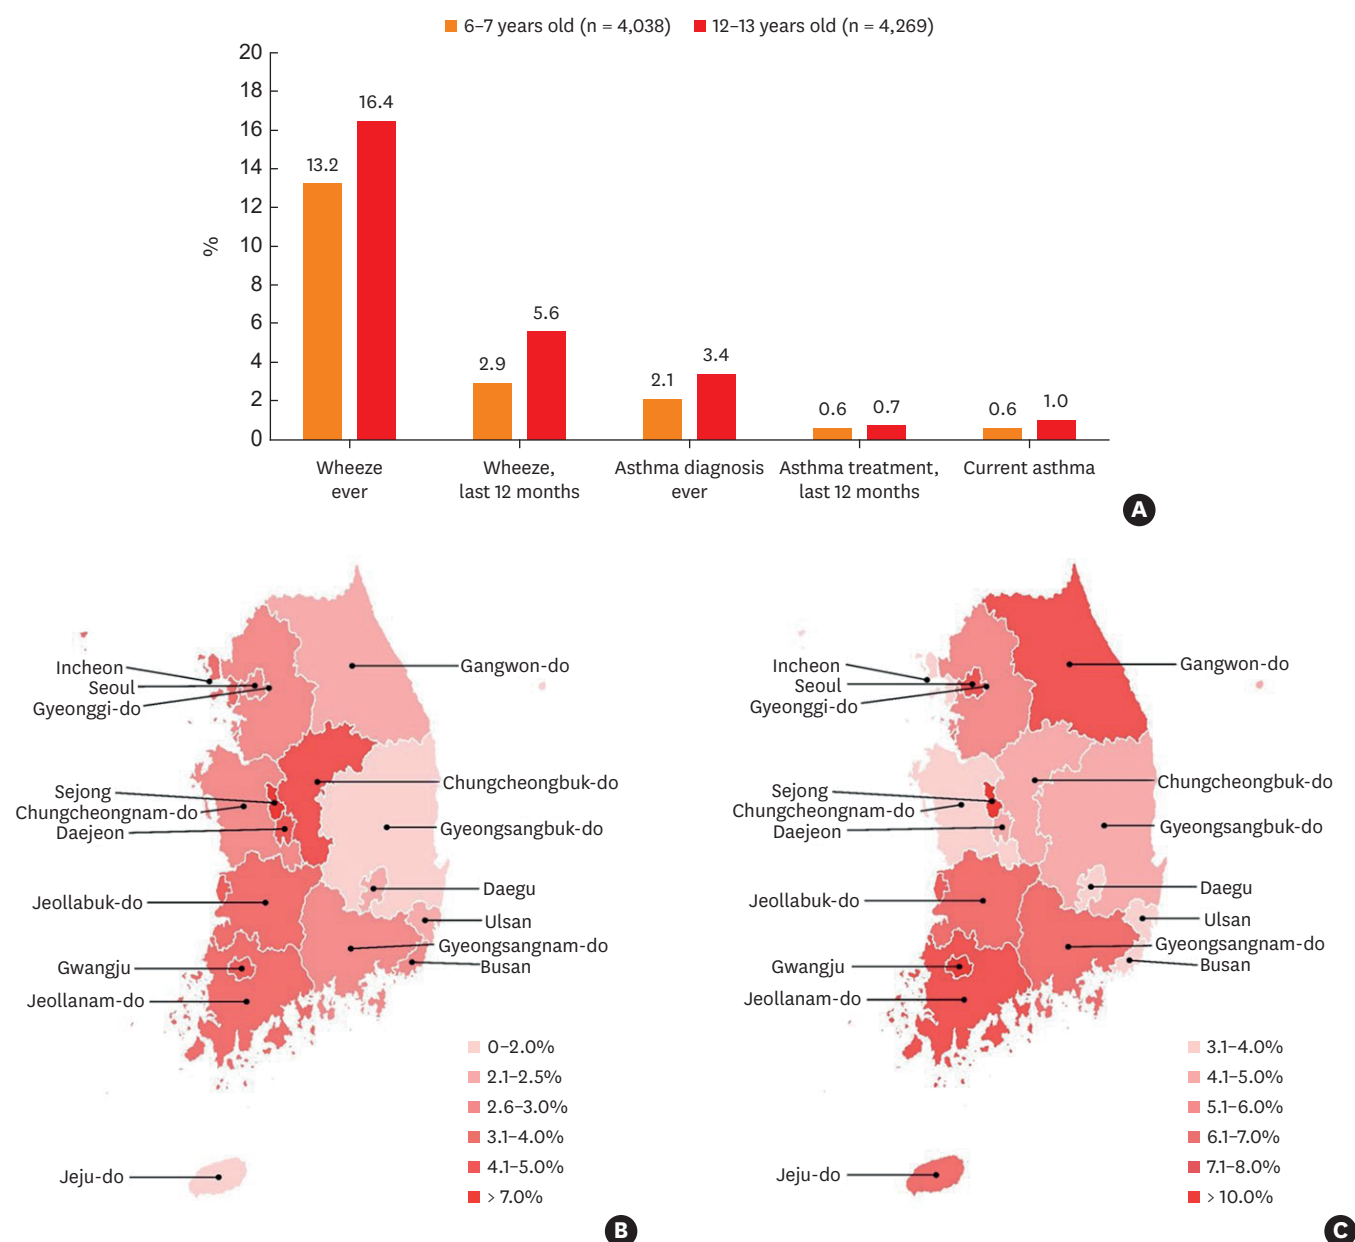 6–7 years old (n = 4,038)
12–13 years old (n = 4,269)
20
18
16
14
12
10
8
6
4
2
0
%
13.2
16.4
2.9
5.6
2.1
3.4
0.6
0.7
0.6
1.0
Wheeze
ever
Wheeze,
last 12 months
Asthma diagnosis
ever
Asthma treatment,
last 12 months
Current asthma
A
Incheon
Seoul
Gyeonggi-do
Gangwon-do
Sejong
Chungcheongnam-do
Daejeon
Chungcheongbuk-do
Gyeongsangbuk-do
Jeollabuk-do
Daegu
Ulsan
Gyeongsangnam-do
Busan
Gwangju
Jeollanam-do
Jeju-do
0–2.0%
2.1–2.5%
2.6–3.0%
3.1–4.0%
4.1–5.0%
> 7.0%
B
Incheon
Seoul
Gyeonggi-do
Gangwon-do
Sejong
Chungcheongnam-do
Daejeon
Chungcheongbuk-do
Gyeongsangbuk-do
Jeollabuk-do
Daegu
Ulsan
Gyeongsangnam-do
Busan
Gwangju
Jeollanam-do
Jeju-do
3.1–4.0%
4.1–5.0%
5.1–6.0%
6.1–7.0%
7.1–8.0%
> 10.0%
C